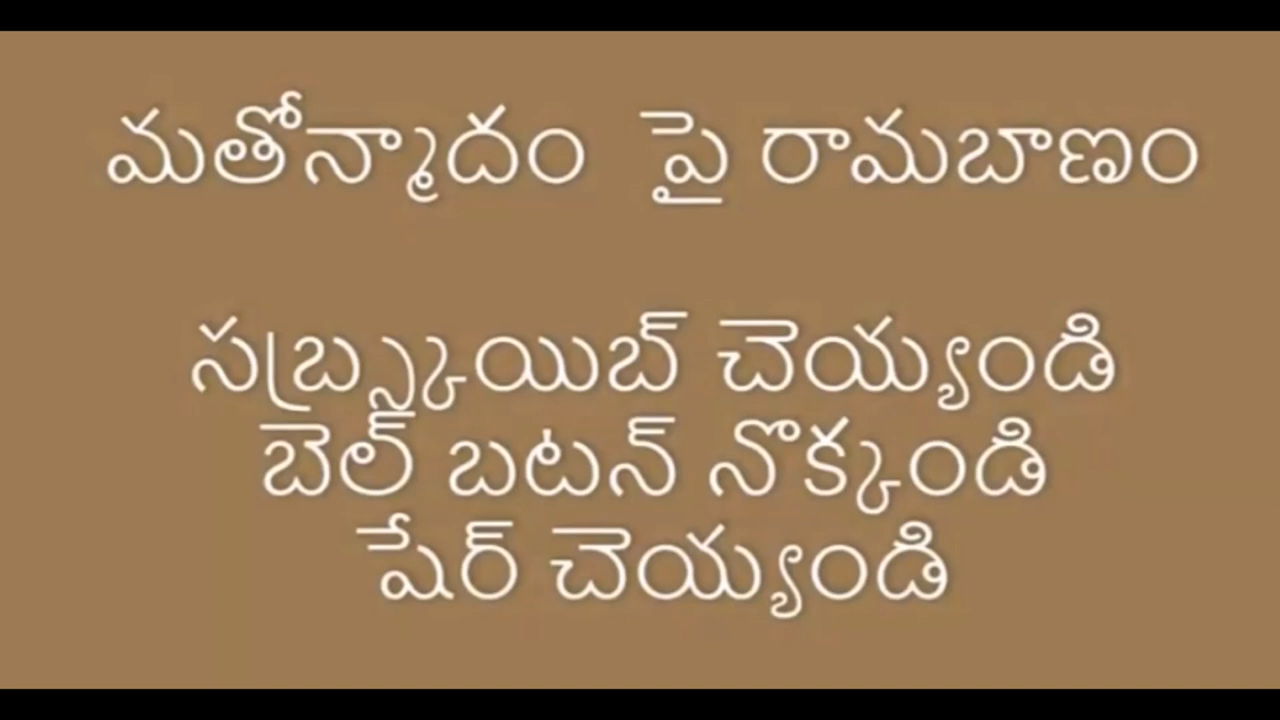 మతోన్మాదం పై రామబాణం
సబ్స్క్రయిబ్ చెయ్యండి
బెల్ బటన్ నొక్కండి
షేర్ చెయ్యండి